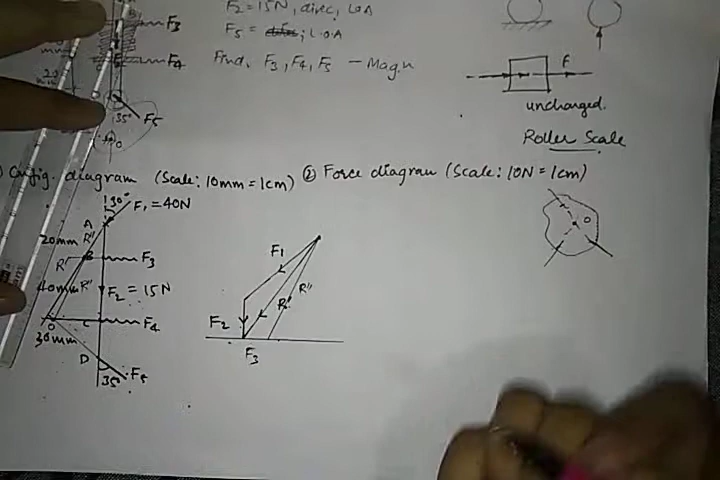 F2 = 15N, direc, LOA
F3
F5 = L.O.A
F4
Find, F3, F4, F5 - Magn
F
35°
F5
O
uncharged.
Roller Scale
Config. diagram (Scale: 10mm = 1cm)
② Force diagram (Scale: 10N = 1cm)
30°
F1 = 40N
A
20mm R"
R'
B
F3
40mm R"
F2 = 15N
O
C
F4
30mm
D
F5
35°
F1
R"
R'
F2
F3
O